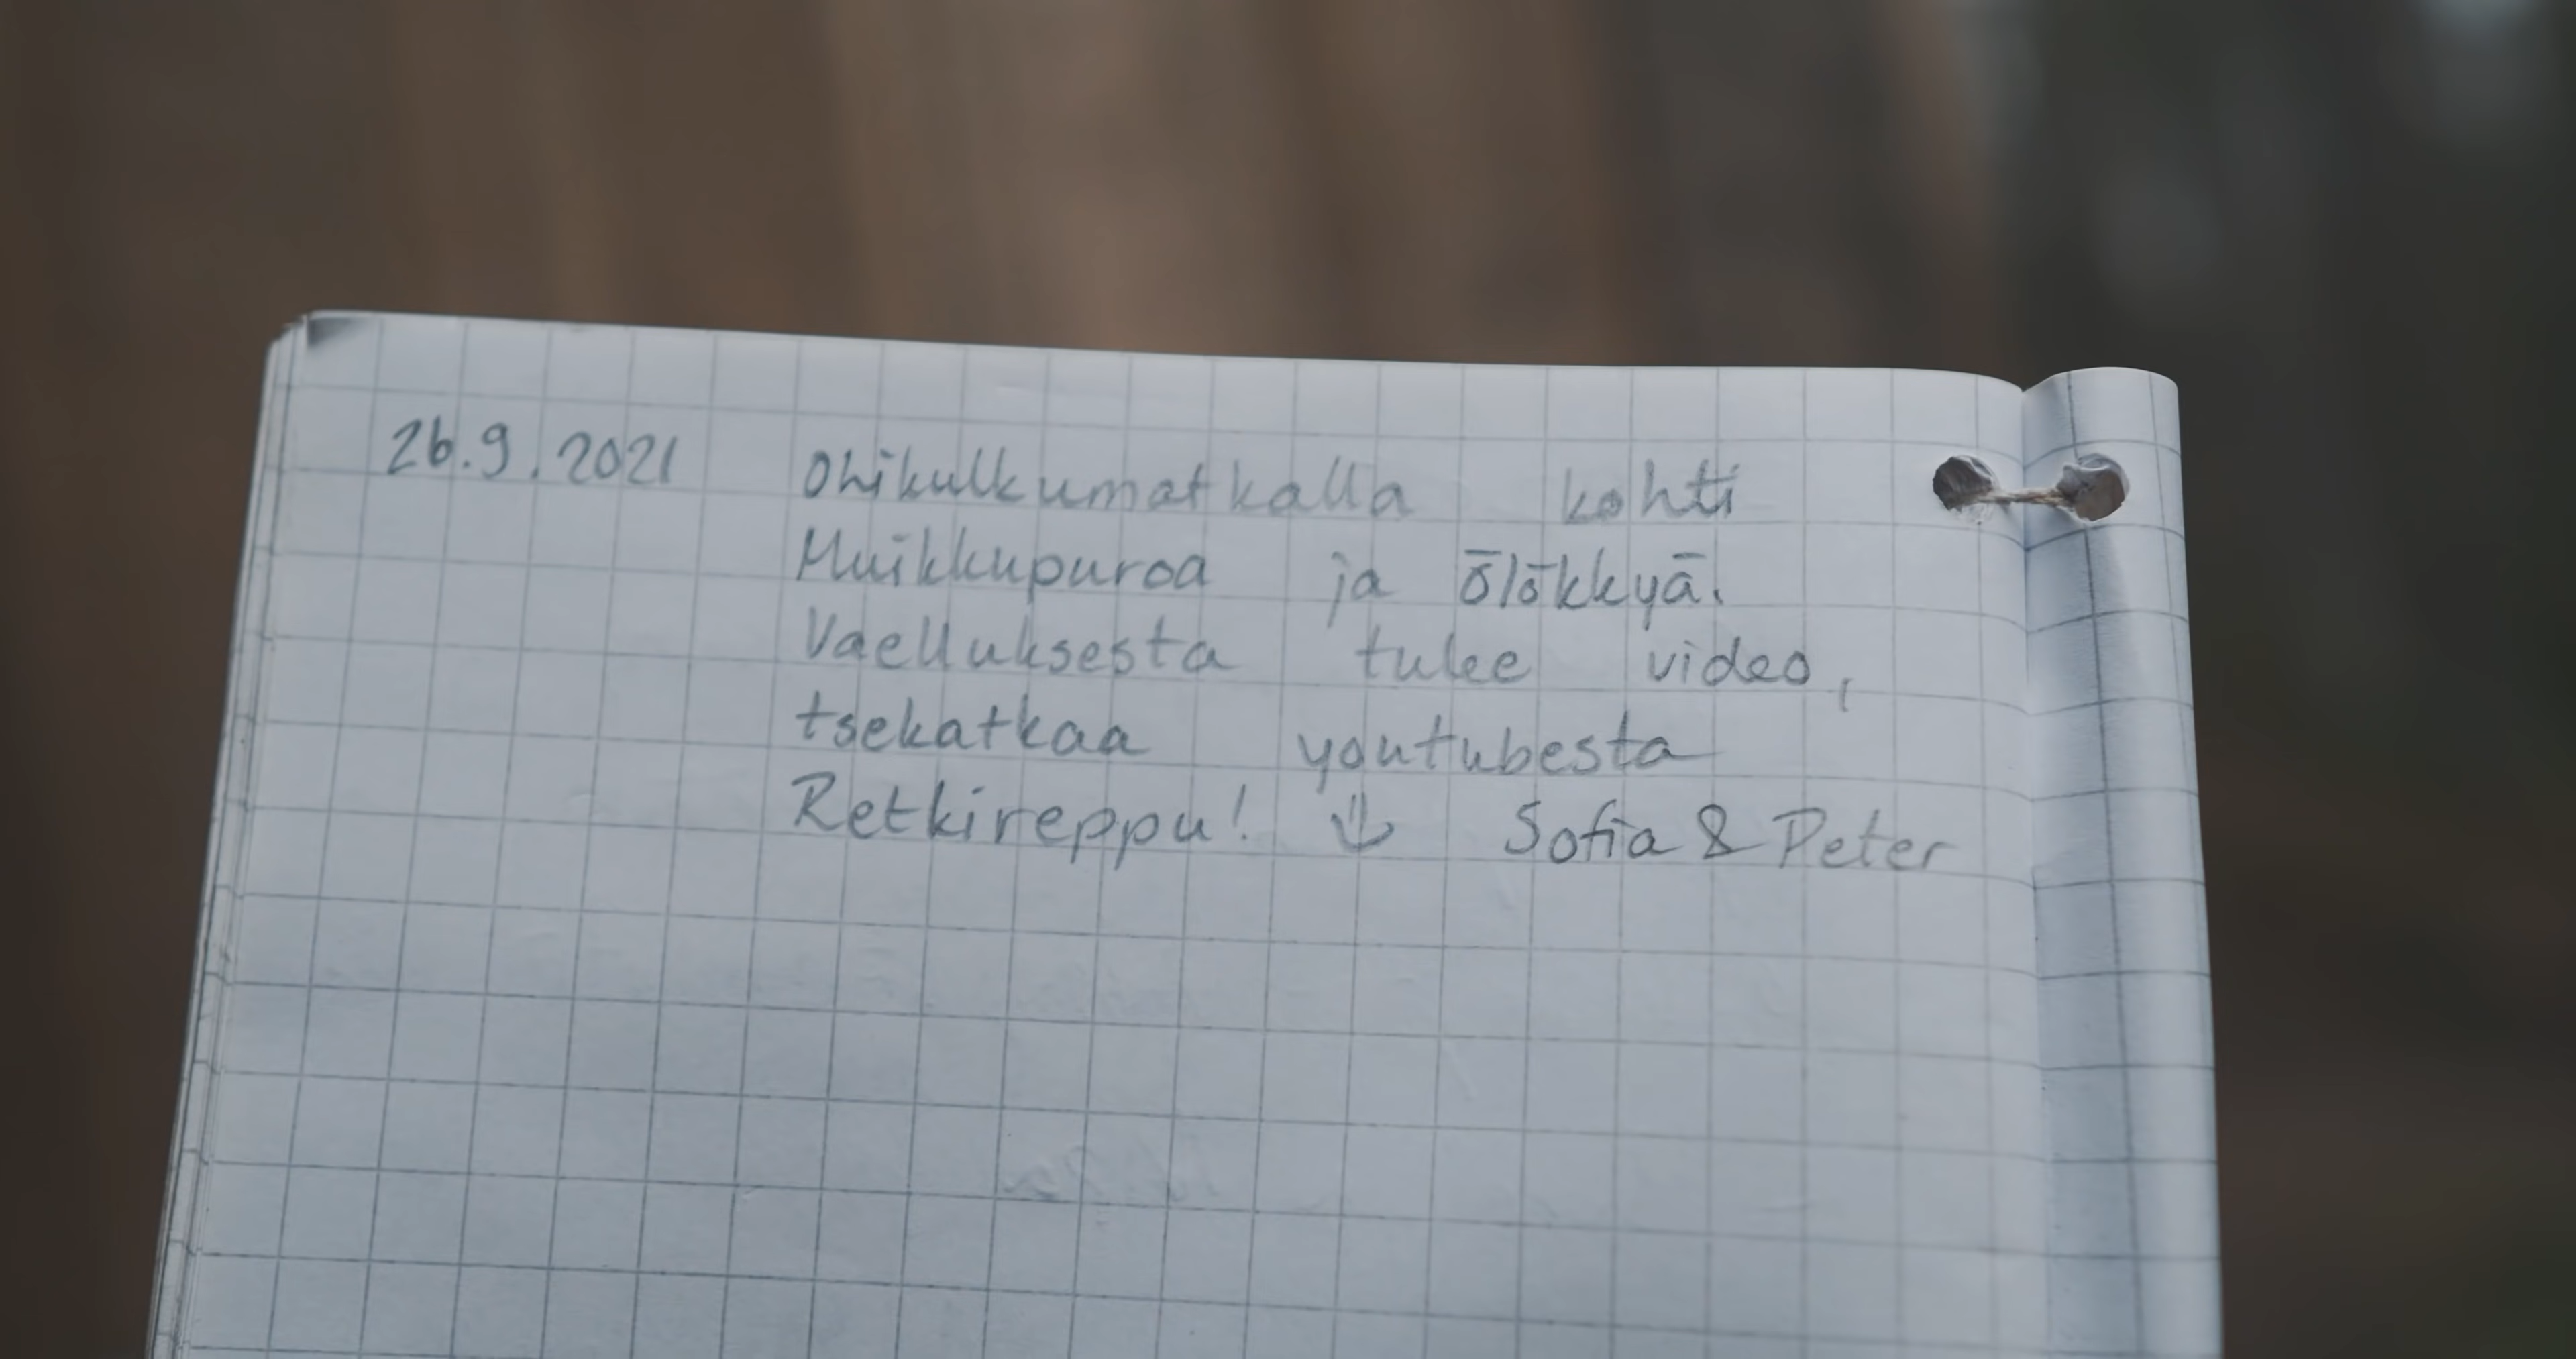 26.9.2021 Ohikulkumatkalla kohti
Muikkupuroa ja ölökkyä.
Vaelluksesta tulee video,
tsekatkaa youtubesta
Retkireppu! Sofia & Peter